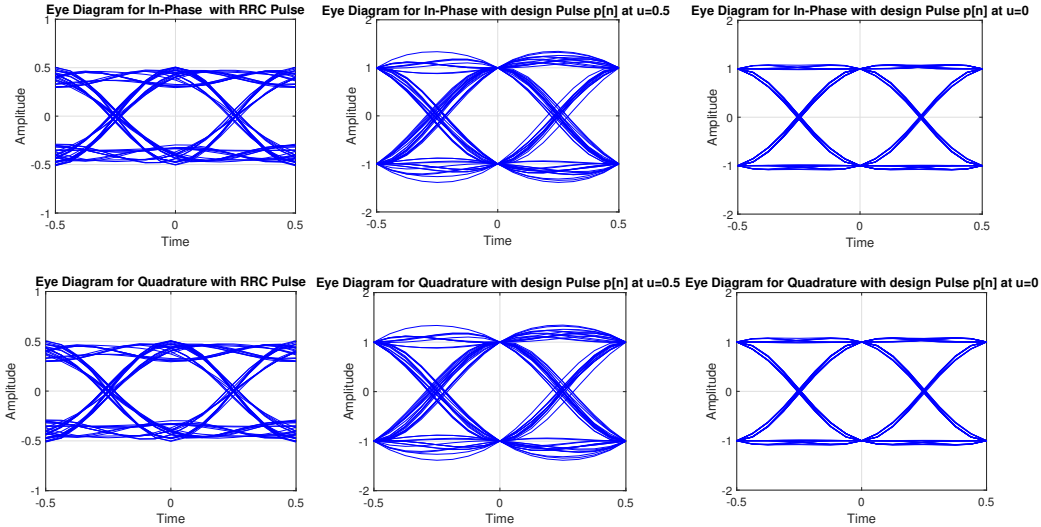 Eye Diagram for In-Phase  with RRC Pulse
1
0.5
0
-0.5
-1
Amplitude
-0.5
0
0.5
Time
Eye Diagram for In-Phase with design Pulse p[n] at u=0.5
2
1
0
-1
-2
Amplitude
-0.5
0
0.5
Time
Eye Diagram for In-Phase with design Pulse p[n] at u=0
2
1
0
-1
-2
Amplitude
-0.5
0
0.5
Time
Eye Diagram for Quadrature with RRC Pulse
1
0.5
0
-0.5
-1
Amplitude
-0.5
0
0.5
Time
Eye Diagram for Quadrature with design Pulse p[n] at u=0.5
2
1
0
-1
-2
Amplitude
-0.5
0
0.5
Time
Eye Diagram for Quadrature with design Pulse p[n] at u=0
2
1
0
-1
-2
Amplitude
-0.5
0
0.5
Time